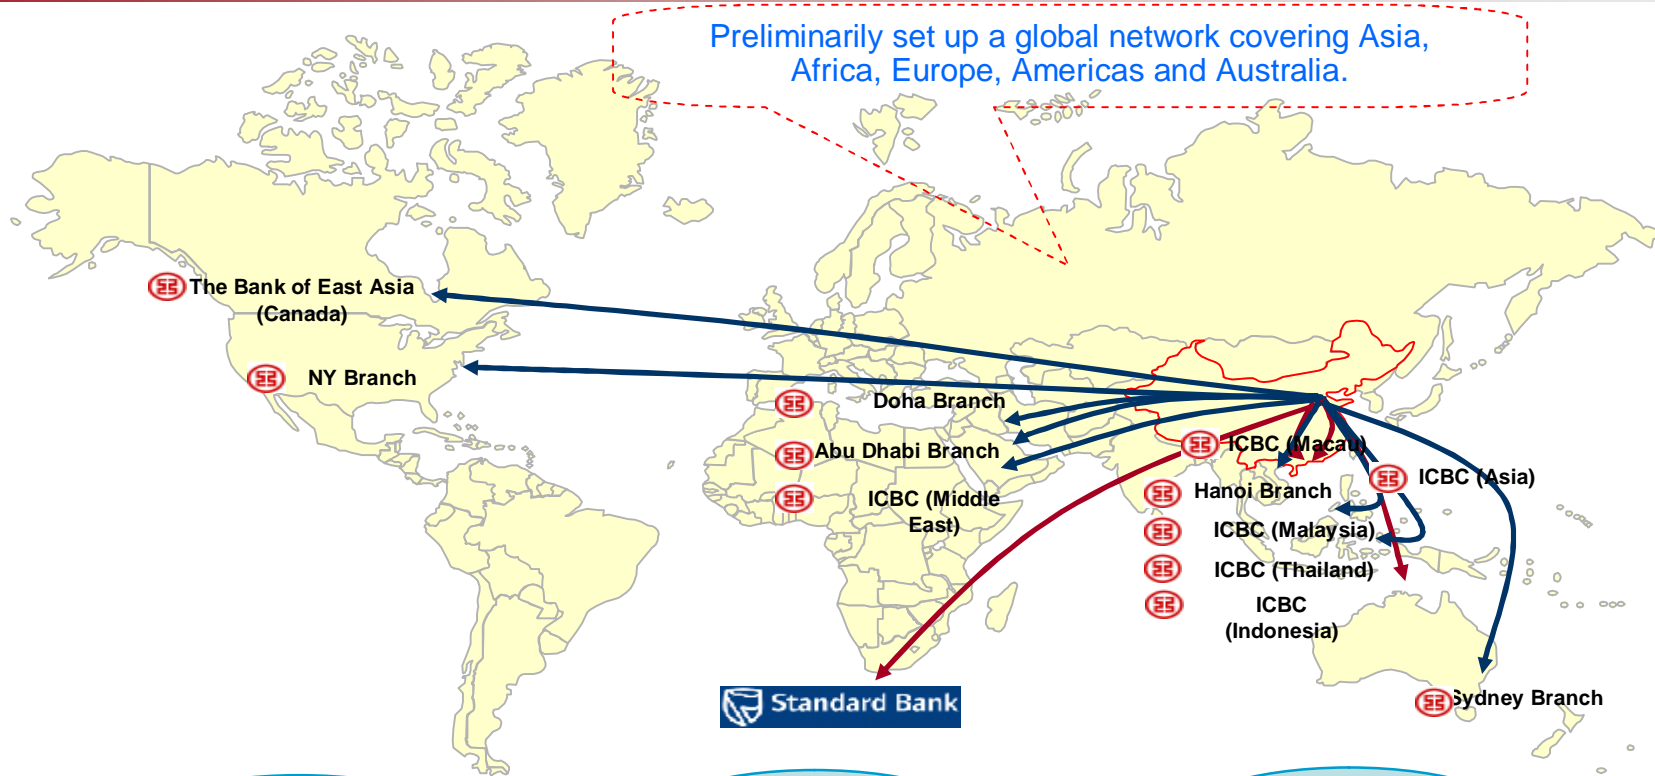 Preliminarily set up a global network covering Asia,
Africa, Europe, Americas and Australia.
The Bank of East Asia
(Canada)
NY Branch
Doha Branch
Abu Dhabi Branch
ICBC (Middle
East)
ICBC (Macau)
ICBC (Asia)
Hanoi Branch
ICBC (Malaysia)
ICBC (Thailand)
ICBC
(Indonesia)
Standard Bank
Sydney Branch